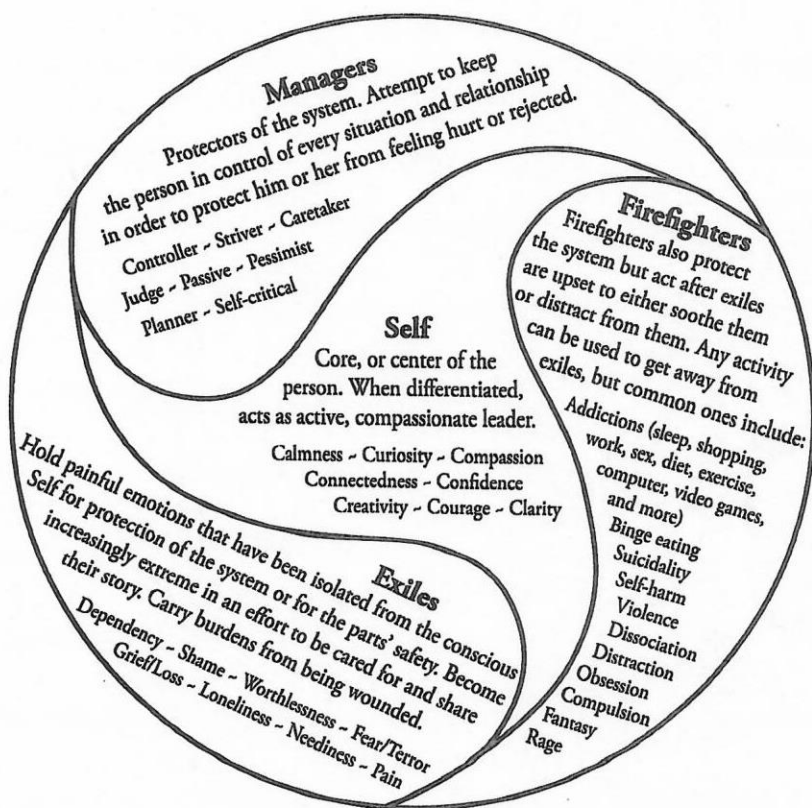 Managers
Protectors of the system. Attempt to keep
the person in control of every situation and relationship
in order to protect him or her from feeling hurt or rejected.
Controller ~ Striver ~ Caretaker
Judge ~ Passive ~ Pessimist
Planner ~ Self-critical
Firefighters
Firefighters also protect
the system but act after exiles
are upset to either soothe them
or distract from them. Any activity
can be used to get away from
exiles, but common ones include:
Addictions (sleep, shopping,
work, sex, diet, exercise,
computer, video games,
and more)
Binge eating
Suicidality
Self-harm
Violence
Dissociation
Distraction
Obsession
Compulsion
Fantasy
Rage
Self
Core, or center of the
person. When differentiated,
acts as active, compassionate leader.
Calmness ~ Curiosity ~ Compassion
Connectedness ~ Confidence
Creativity ~ Courage ~ Clarity
Exiles
Hold painful emotions that have been isolated from the conscious
Self for protection of the system or for the parts' safety. Become
increasingly extreme in an effort to be cared for and share
their story. Carry burdens from being wounded.
Dependency ~ Shame ~ Worthlessness ~ Fear/Terror
Grief/Loss ~ Loneliness ~ Neediness ~ Pain